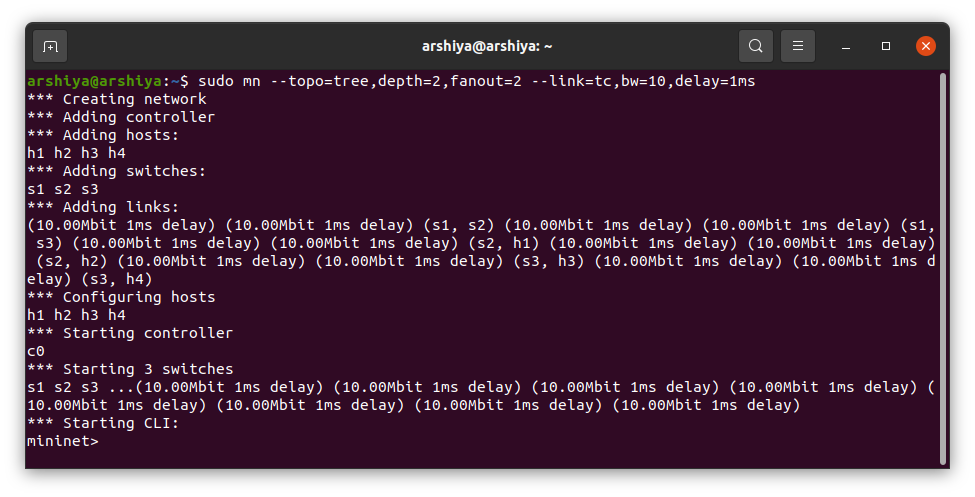 arshiya@arshiya: ~
arshiya@arshiya:~$ sudo mn --topo=tree,depth=2,fanout=2 --link=tc,bw=10,delay=1ms
*** Creating network
*** Adding controller
*** Adding hosts:
h1 h2 h3 h4
*** Adding switches:
s1 s2 s3
*** Adding links:
(10.00Mbit 1ms delay) (10.00Mbit 1ms delay) (s1, s2) (10.00Mbit 1ms delay) (10.00Mbit 1ms delay) (s1,
 s3) (10.00Mbit 1ms delay) (10.00Mbit 1ms delay) (s2, h1) (10.00Mbit 1ms delay) (10.00Mbit 1ms delay)
 (s2, h2) (10.00Mbit 1ms delay) (10.00Mbit 1ms delay) (s3, h3) (10.00Mbit 1ms delay) (10.00Mbit 1ms d
elay) (s3, h4)
*** Configuring hosts
h1 h2 h3 h4
*** Starting controller
c0
*** Starting 3 switches
s1 s2 s3 ...(10.00Mbit 1ms delay) (10.00Mbit 1ms delay) (10.00Mbit 1ms delay) (10.00Mbit 1ms delay) (
10.00Mbit 1ms delay) (10.00Mbit 1ms delay) (10.00Mbit 1ms delay) (10.00Mbit 1ms delay)
*** Starting CLI:
mininet>